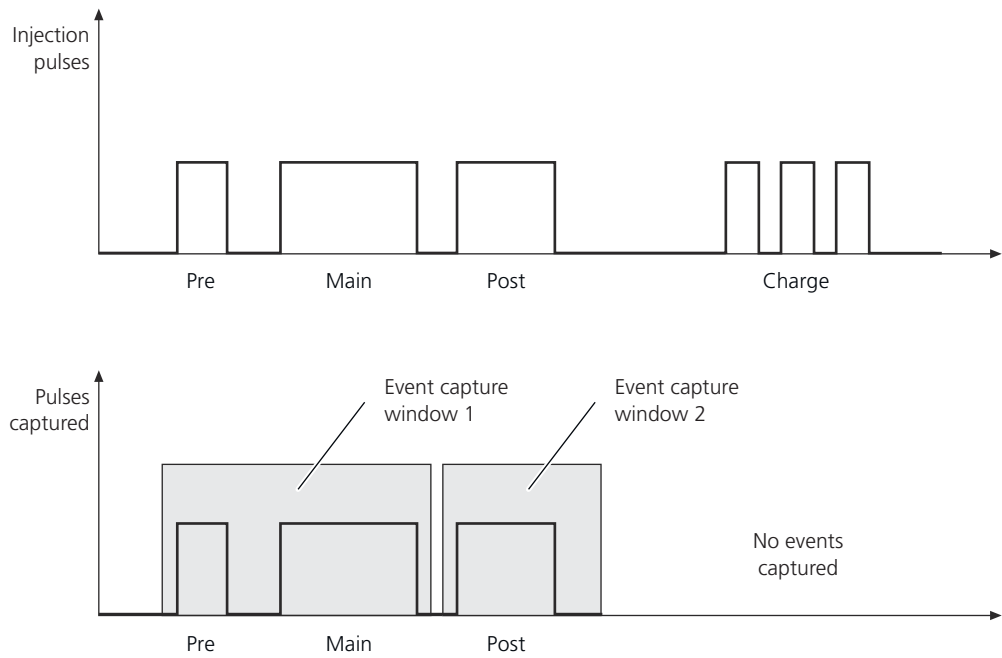 Injection
pulses
Pre Main Post Charge
Pulses
captured
Event capture
window 1
Event capture
window 2
No events
captured
Pre Main Post